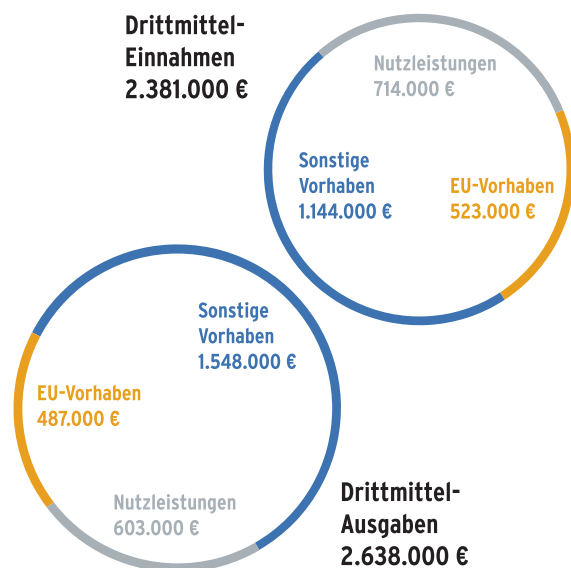 Drittmittel-
Einnahmen
2.381.000 €
Nutzleistungen
714.000 €
Sonstige
Vorhaben
1.144.000 €
EU-Vorhaben
523.000 €
Sonstige
Vorhaben
1.548.000 €
EU-Vorhaben
487.000 €
Nutzleistungen
603.000 €
Drittmittel-
Ausgaben
2.638.000 €